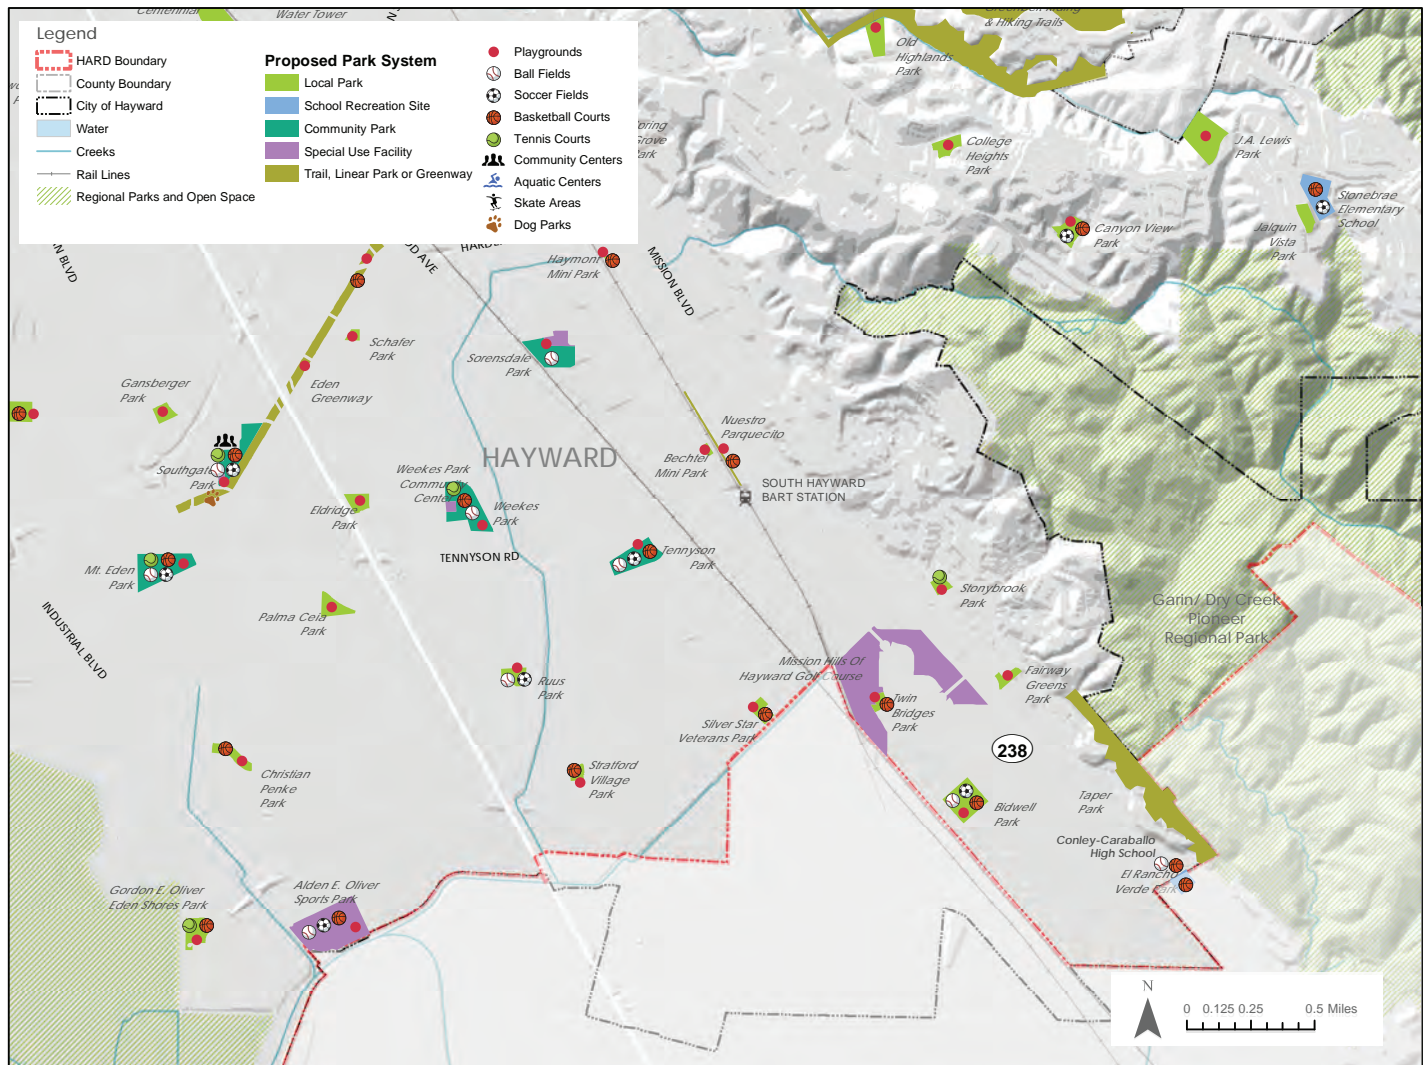 Centennial
Water Tower
Greenbelt Riding
& Hiking Trails
Legend
HARD Boundary
County Boundary
City of Hayward
Water
Creeks
Rail Lines
Regional Parks and Open Space
Proposed Park System
Local Park
School Recreation Site
Community Park
Special Use Facility
Trail, Linear Park or Greenway
Playgrounds
Ball Fields
Soccer Fields
Basketball Courts
Tennis Courts
Community Centers
Aquatic Centers
Skate Areas
Dog Parks
Old
Highlands
Park
College
Heights
Park
J.A. Lewis
Park
Stonebrae
Elementary
School
Jalquin
Vista
Park
Canyon View
Park
Haymont
Mini Park
MISSION BLVD
Schafer
Park
Sorensdale
Park
Eden
Greenway
Gansberger
Park
Nuestro
Parquecito
Bechtel
Mini Park
HAYWARD
Southgate
Park
Weekes Park
Community
Center
Weekes
Park
SOUTH HAYWARD
BART STATION
Eldridge
Park
TENNYSON RD
Tennyson
Park
Mt. Eden
Park
Stonybrook
Park
Garin/ Dry Creek
Pioneer
Regional Park
INDUSTRIAL BLVD
Palma Ceia
Park
Mission Hills Of
Hayward Golf Course
Fairway
Greens
Park
Ruus
Park
Twin
Bridges
Park
Silver Star
Veterans Park
238
Christian
Penke
Park
Stratford
Village
Park
Bidwell
Park
Taper
Park
Conley-Caraballo
High School
El Rancho
Verde Park
Gordon E. Oliver
Eden Shores Park
Alden E. Oliver
Sports Park
N
0 0.125 0.25 0.5 Miles